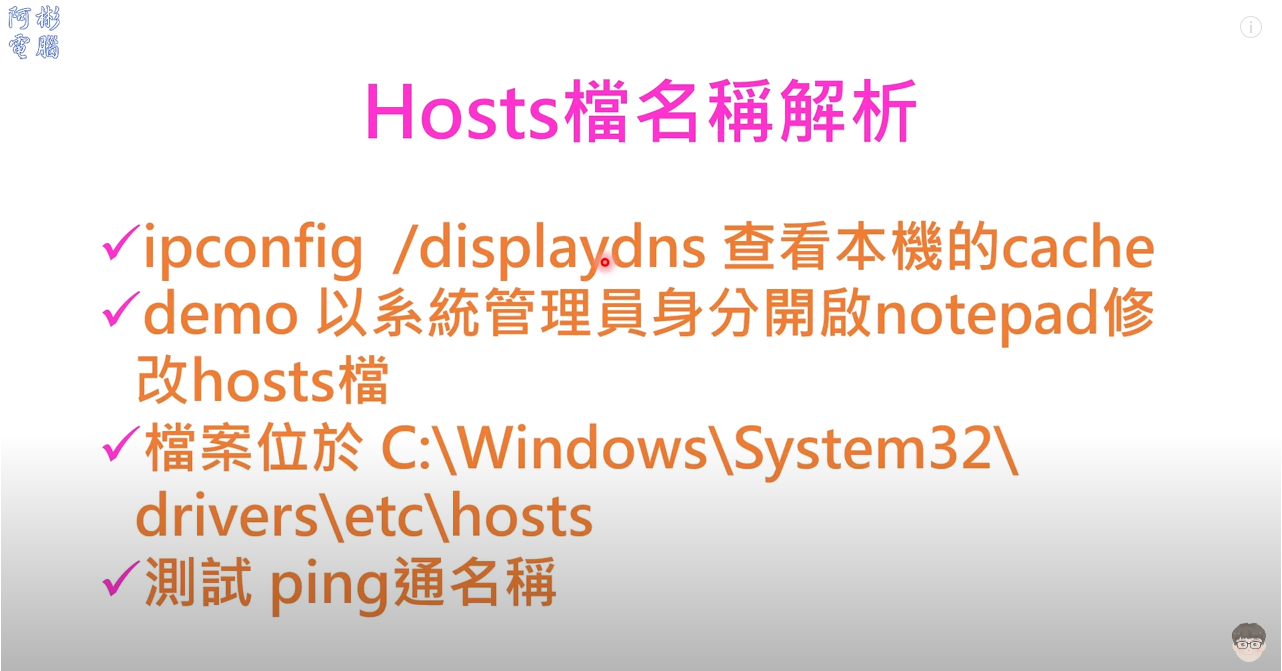 阿彬
電腦
Hosts檔名稱解析
ipconfig /displaydns 查看本機的cache
demo 以系統管理員身分開啟notepad修
改hosts檔
檔案位於 C:\Windows\System32\
drivers\etc\hosts
測試 ping通名稱